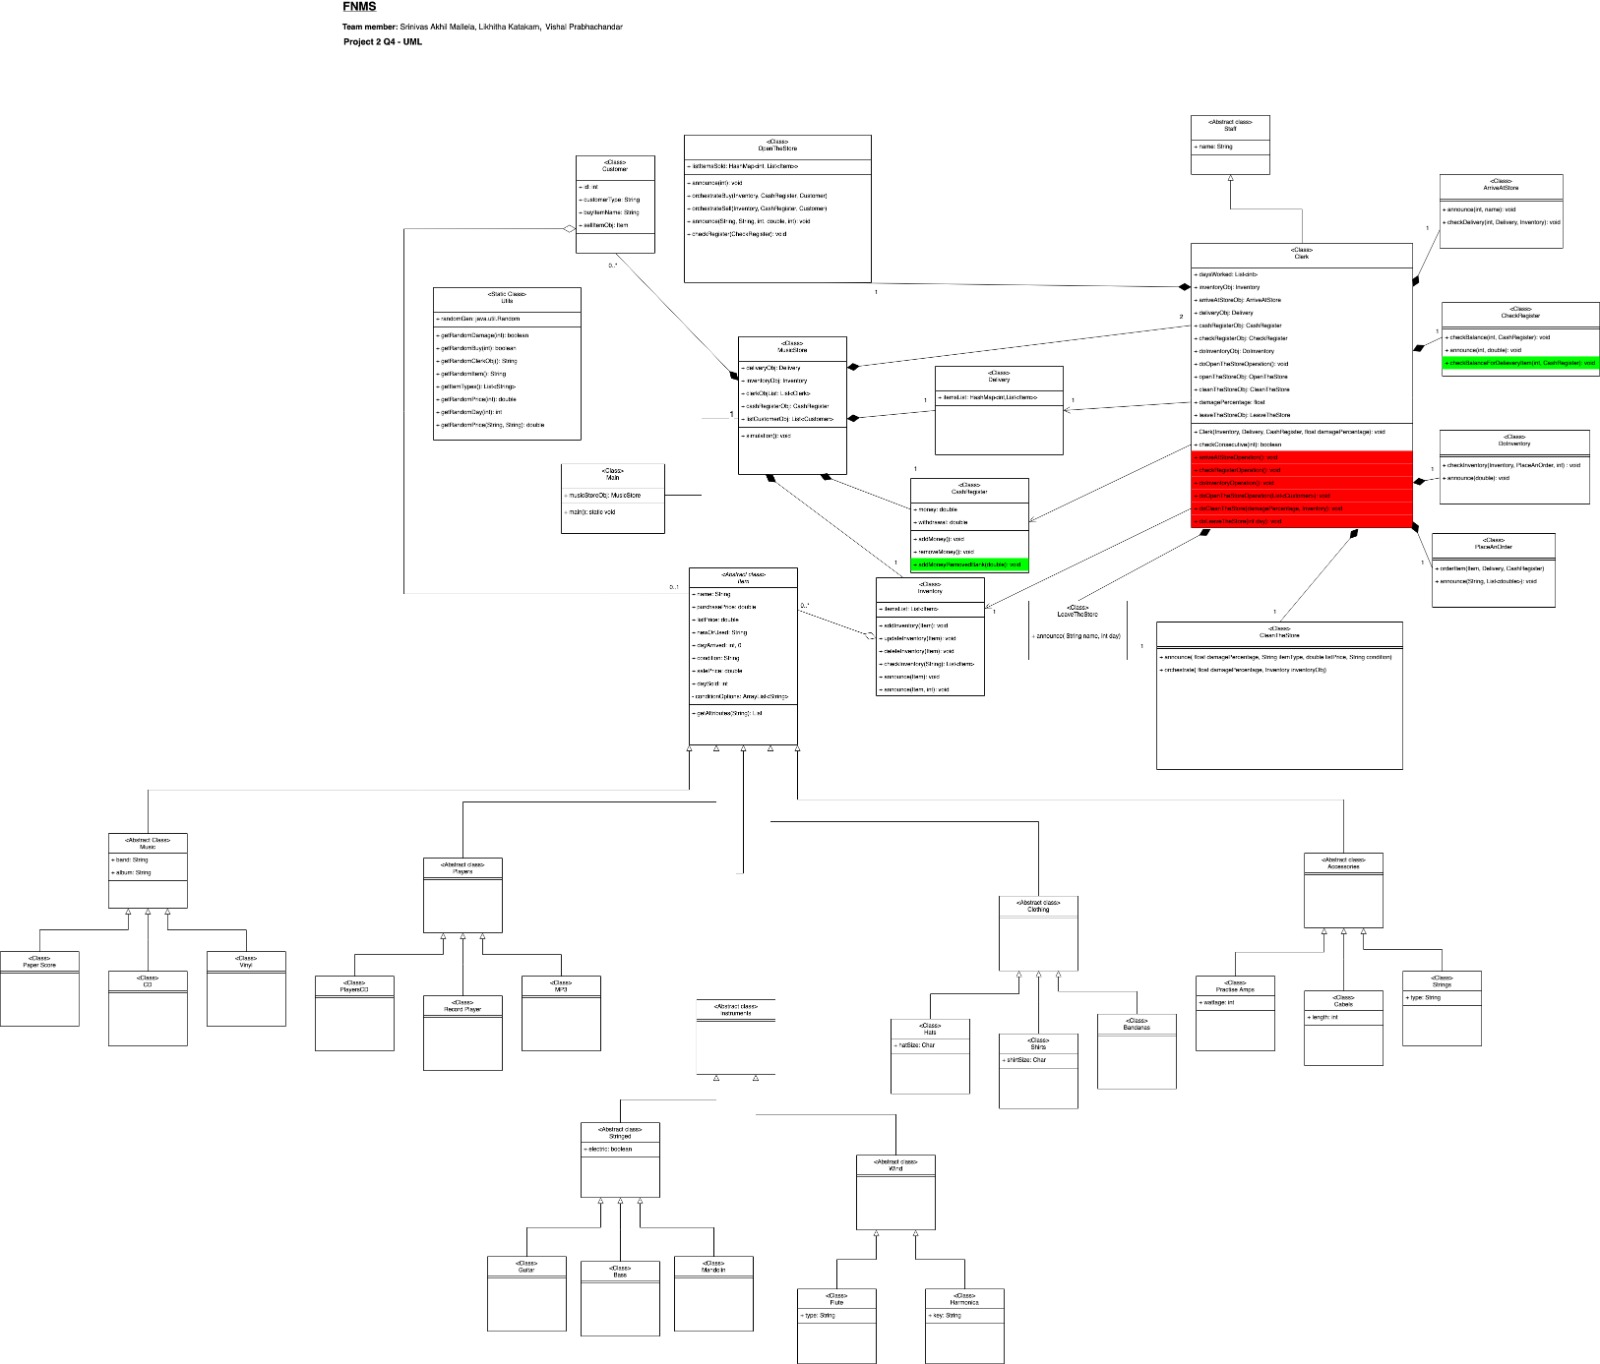 FNMS
Team member: Srinivas Akhil Mallela, Likhitha Katakam, Vishal Prabhachandar
Project 2 Q4 - UML
<Abstract class>
Staff
+ name: String
<Class>
OpenTheStore
+ listItemsSold: HashMap<int, List<Item>>
+ announce(int): void
+ orchestrateBuy(Inventory, CashRegister, Customer)
+ orchestrateSell(Inventory, CashRegister, Customer)
+ announce(String, String, int, double, int): void
+ checkRegister(CheckRegister): void
<Class>
Customer
+ id: int
+ customerType: String
+ buyItemName: String
+ sellItemObj: Item
<Class>
ArriveAtStore
+ announce(int, name): void
+ checkDelivery(int, Delivery, Inventory): void
<Class>
Clerk
+ daysWorked: List<int>
+ inventoryObj: Inventory
+ arriveAtStoreObj: ArriveAtStore
+ deliveryObj: Delivery
+ cashRegisterObj: CashRegister
+ checkRegisterObj: CheckRegister
+ doInventoryObj: DoInventory
+ doOpenTheStoreOperation(): void
+ openTheStoreObj: OpenTheStore
+ cleanTheStoreObj: CleanTheStore
+ damagePercentage: float
+ leaveTheStoreObj: LeaveTheStore
+ Clerk(Inventory, Delivery, CashRegister, float damagePercentage): void
+ checkConsecutive(int): boolean
+ arriveAtStoreOperation(): void
+ checkRegisterOperation(): void
+ doInventoryOperation(): void
+ doOpenTheStoreOperation(List<Customer>): void
+ doCleanTheStore(damagePercentage, Inventory): void
+ doLeaveTheStore(int day): void
1
1
0..*
1
2
<Static Class>
Utils
+ randomGen: java.util.Random
+ getRandomDamage(int): boolean
+ getRandomBuy(int): boolean
+ getRandomClerkObj(): String
+ getRandomItem(): String
+ getItemTypes(): List<String>
+ getRandomPrice(int): double
+ getRandomDay(int): int
+ getRandomPrice(String, String): double
<Class>
CheckRegister
+ checkBalance(int, CashRegister): void
+ announce(int, double): void
+ checkBalanceForDelieveryItem(int, CashRegister): void
<Class>
MusicStore
+ deliveryObj: Delivery
+ inventoryObj: Inventory
+ clerkObjList: List<Clerk>
+ cashRegisterObj: CashRegister
+ listCustomerObj: List<Customer>
+ simulation(): void
1
1
1
<Class>
Delivery
+ itemsList: HashMap<int,List<Item>>
<Class>
DoInventory
+ checkInventory(Inventory, PlaceAnOrder, int) : void
+ announce(double): void
1
<Class>
Main
+ musicStoreObj: MusicStore
+ main(): static void
1
<Class>
CashRegister
+ money: double
+ withdrawal: double
+ addMoney(): void
+ removeMoney(): void
+ addMoneyRemovedBank(double): void
<Class>
PlaceAnOrder
+ orderItem(Item, Delivery, CashRegister)
+ announce(String, List<double>): void
1
1
<Abstract class>
Item
+ name: String
+ purchasePrice: double
+ listPrice: double
+ newOrUsed: String
+ dayArrived: int, 0
+ condition: String
+ salePrice: double
+ daySold: int
- conditionOptions: ArrayList<String>
+ getAttributes(String): List
0..1
0..*
<Class>
Inventory
+ itemsList: List<Item>
+ addInventory(Item): void
+ updateInventory(Item): void
+ deleteInventory(Item): void
+ checkInventory(String): List<Item>
+ announce(Item): void
+ announce(Item, int): void
1
<Class>
LeaveTheStore
+ announce( String name, int day)
1
1
<Class>
CleanTheStore
+ announce( float damagePercentage, String itemType, double listPrice, String condition)
+ orchestrate( float damagePercentage, Inventory inventoryObj)
<Abstract Class>
Music
+ band: String
+ album: String
<Abstract class>
Players
<Abstract class>
Clothing
<Abstract class>
Accessories
<Class>
Paper Score
<Class>
CD
<Class>
Vinyl
<Class>
PlayersCD
<Class>
Record Player
<Class>
MP3
<Abstract class>
Instruments
<Class>
Hats
+ hatSize: Char
<Class>
Shirts
+ shirtSize: Char
<Class>
Bandanas
<Class>
Practise Amps
+ wattage: int
<Class>
Cabels
+ length: int
<Class>
Strings
+ type: String
<Abstract class>
Stringed
+ electric: boolean
<Abstract class>
Wind
<Class>
Guitar
<Class>
Bass
<Class>
Mandolin
<Class>
Flute
+ type: String
<Class>
Harmonica
+ key: String